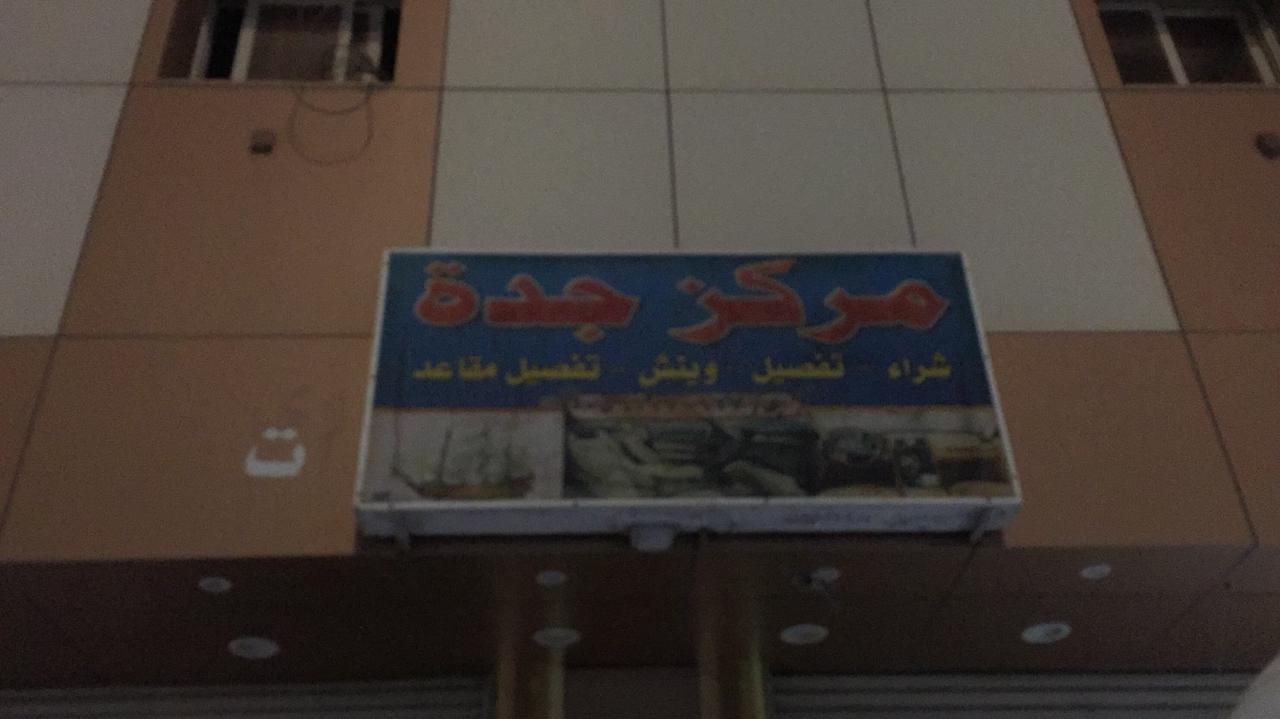 مركز جدة
شراء - تفصيل - وينش - تفصيل مقاعد
ت